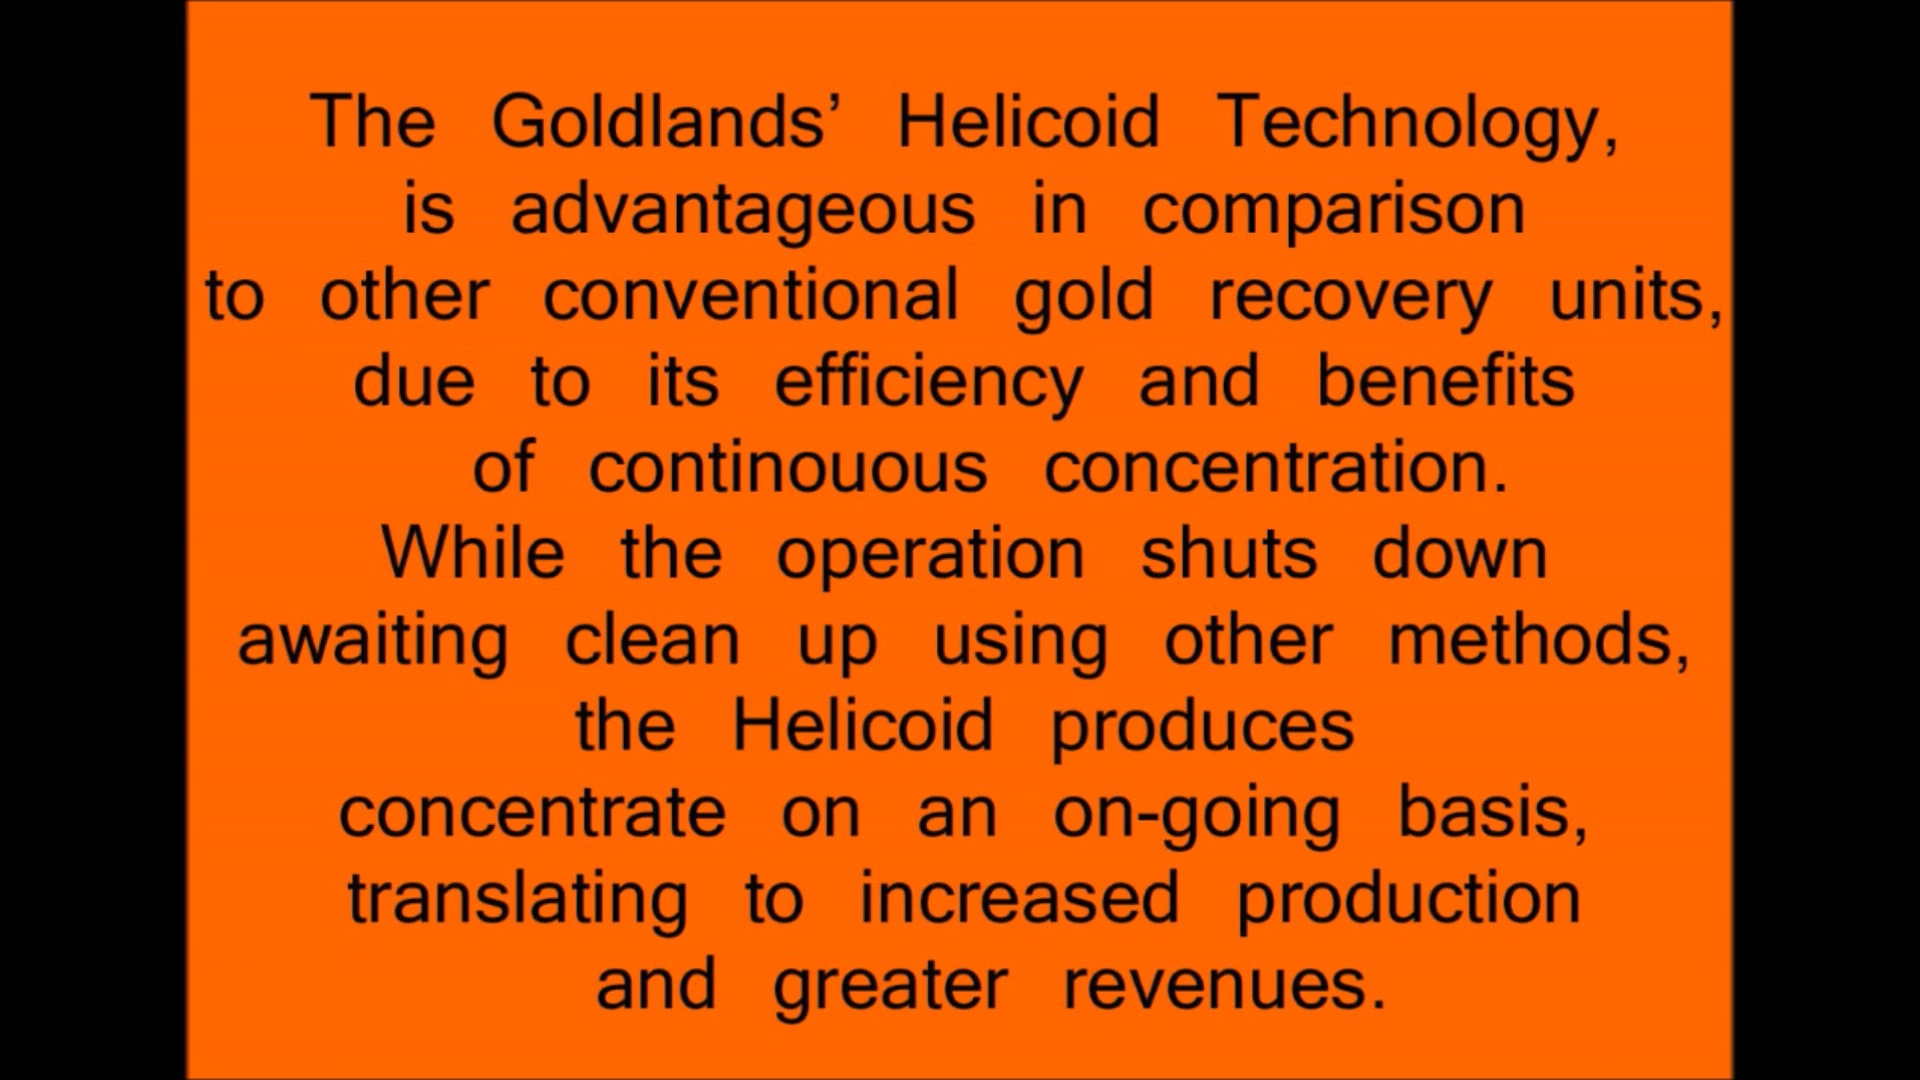 The Goldlands’ Helicoid Technology,
is advantageous in comparison
to other conventional gold recovery units,
due to its efficiency and benefits
of continouous concentration.
While the operation shuts down
awaiting clean up using other methods,
the Helicoid produces
concentrate on an on-going basis,
translating to increased production
and greater revenues.